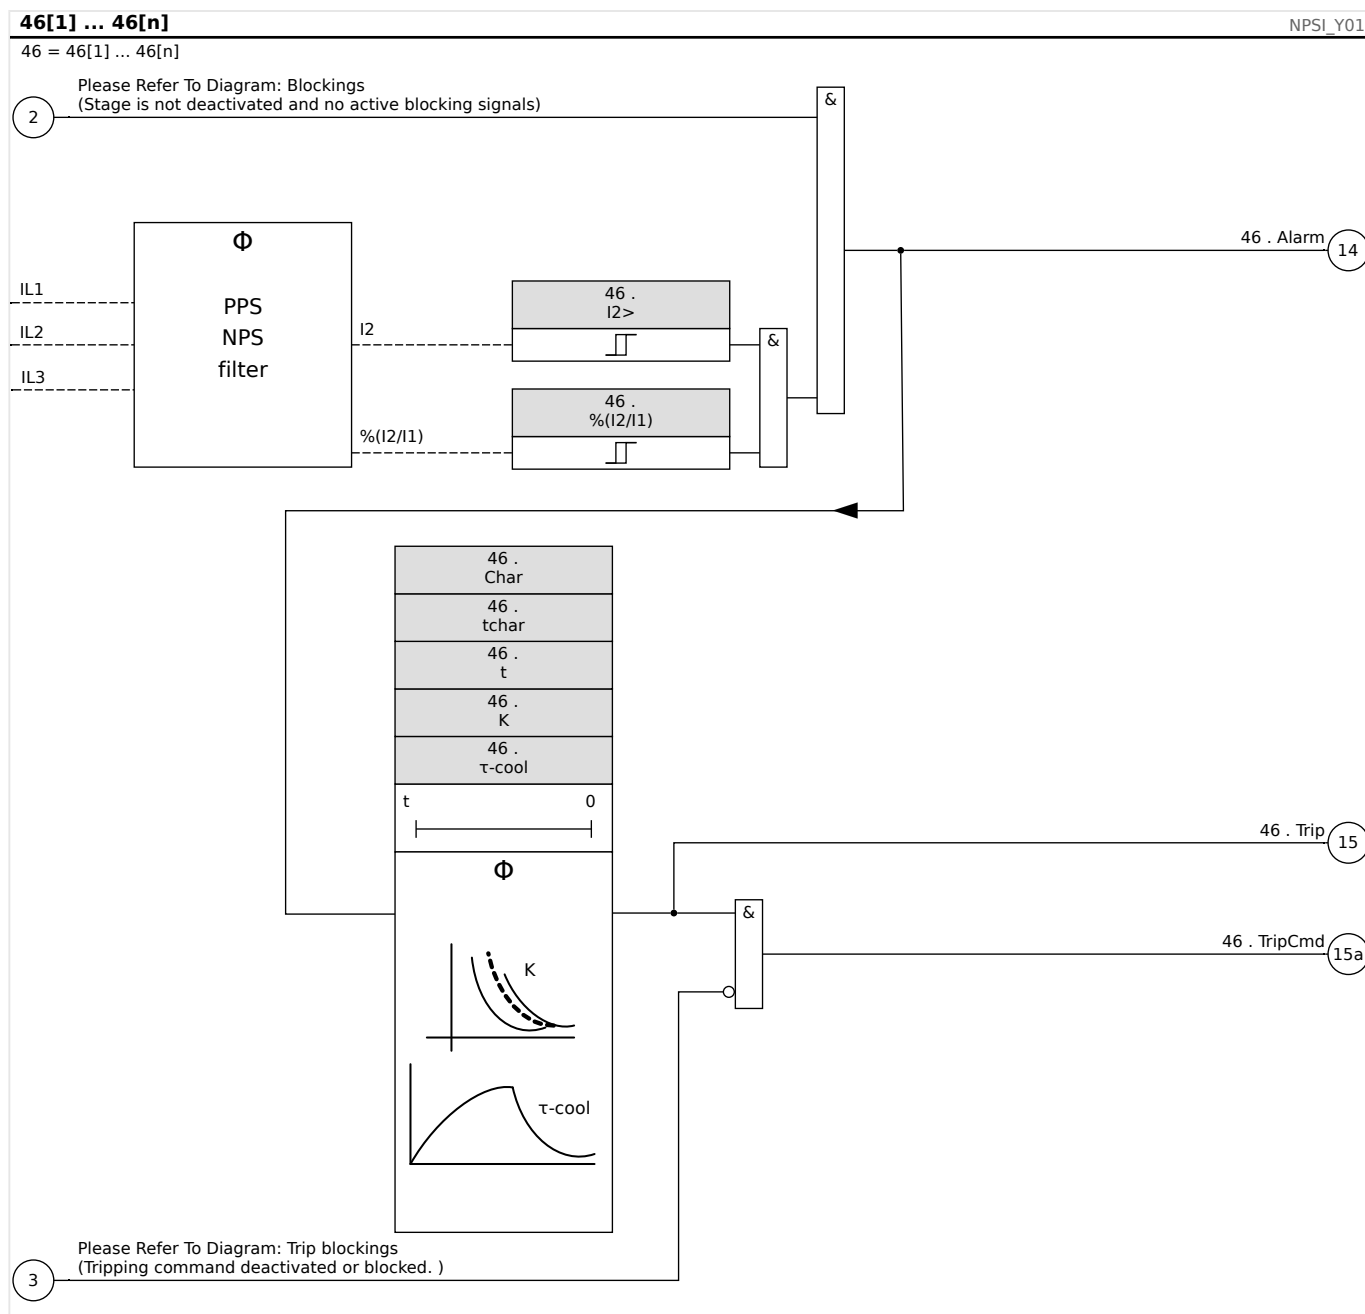 46[1] ... 46[n]
NPSI_Y01
46 = 46[1] ... 46[n]
Please Refer To Diagram: Blockings
(Stage is not deactivated and no active blocking signals)
2
&
Φ
PPS
NPS
filter
IL1
IL2
IL3
I2
%(I2/I1)
46 .
I2>
46 .
%(I2/I1)
&
46 . Alarm
14
46 .
Char
46 .
tchar
46 .
t
46 .
K
46 .
τ-cool
t 0
Φ
K
τ-cool
46 . Trip
15
&
46 . TripCmd
15a
Please Refer To Diagram: Trip blockings
(Tripping command deactivated or blocked. )
3